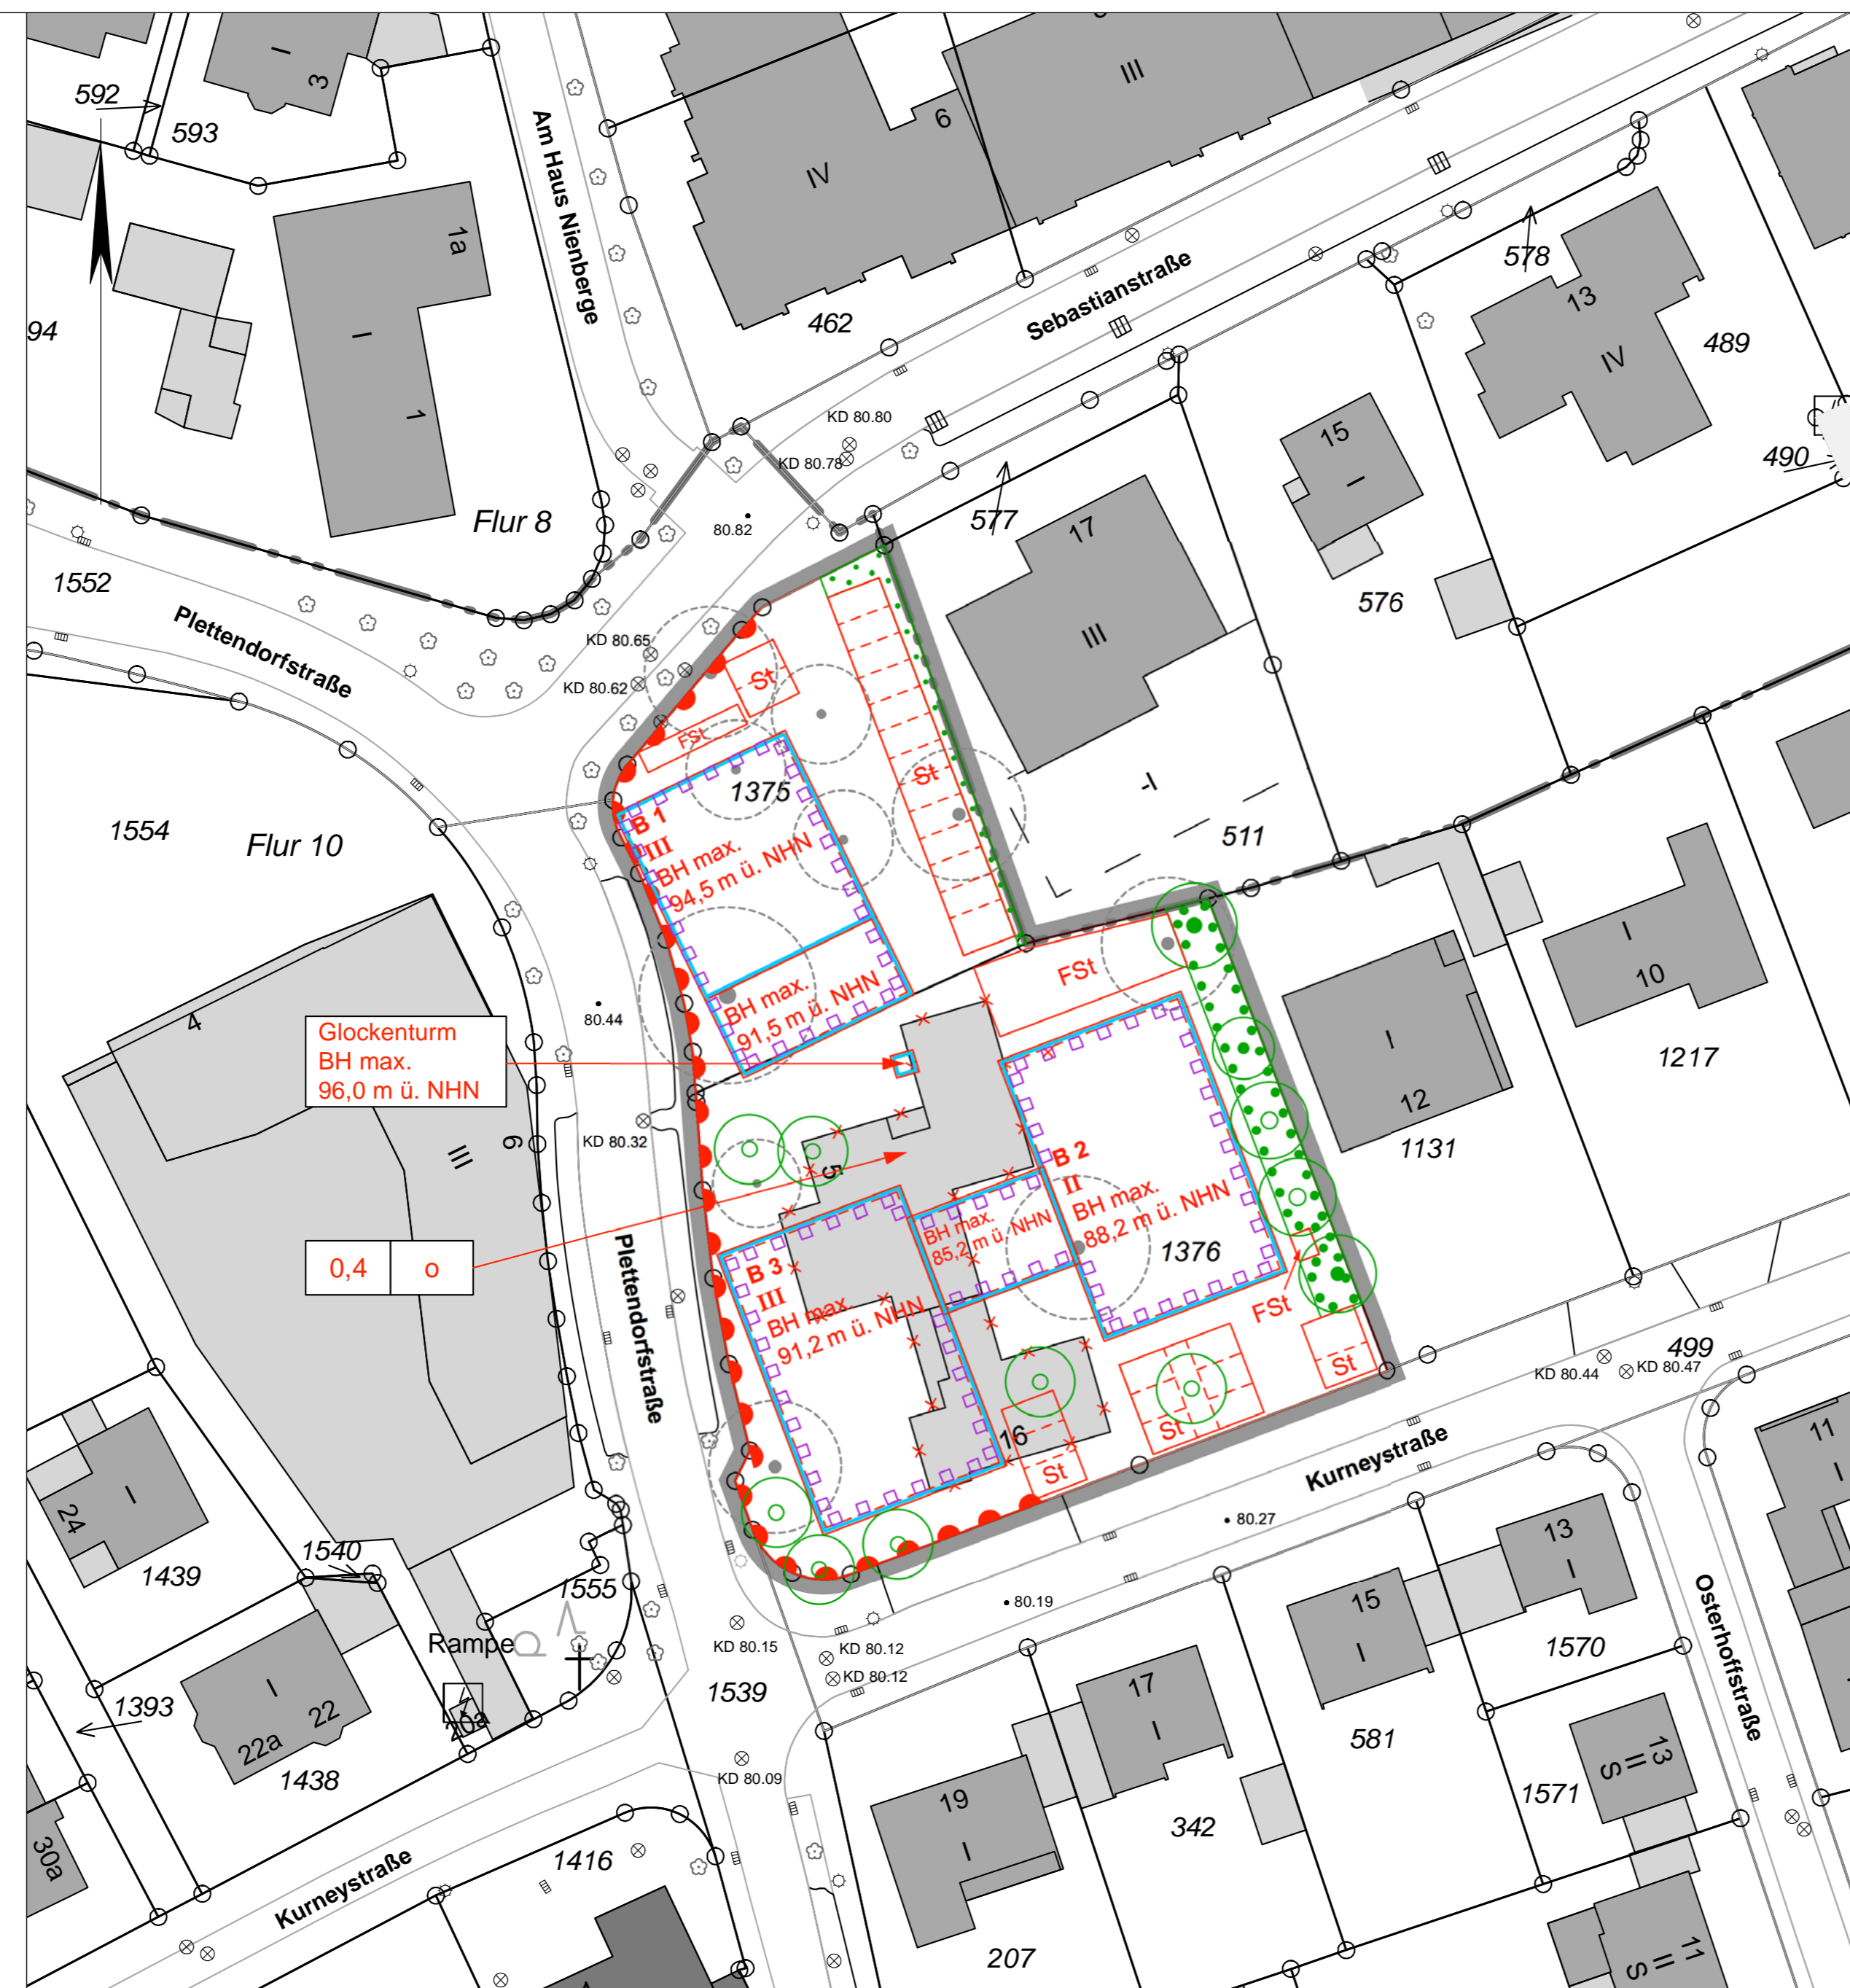 592
593
I
3
Am Haus Nienberge
6
III
IV
462
Sebastianstraße
1a
I
1
94
578
13
IV
489
490
15
I
KD 80.80
KD 80.78
80.82
577
17
III
576
Flur 8
1552
Plettendorfstraße
KD 80.65
KD 80.62
St
FSt
1375
St
-I
511
1554
Flur 10
B 1
III
BH max.
94,5 m ü. NHN
BH max.
91,5 m ü. NHN
FSt
4
80.44
Glockenturm
BH max.
96,0 m ü. NHN
6
III
KD 80.32
I
10
I
12
1217
1131
5
B 2
II
BH max.
88,2 m ü. NHN
BH max.
85,2 m ü. NHN
1376
0,4
o
Plettendorfstraße
B 3
III
BH max.
91,2 m ü. NHN
FSt
St
St
16
St
499
KD 80.44
KD 80.47
11
I
Kurneystraße
24
I
1439
1540
1555
80.27
80.19
13
I
15
I
1570
Osterhoffstraße
Rampe
KD 80.15
KD 80.12
KD 80.12
1539
1393
I
22
22a
20a
1438
17
I
581
13
II
S
1571
KD 80.09
19
I
342
30a
1416
Kurneystraße
207
11
II
S